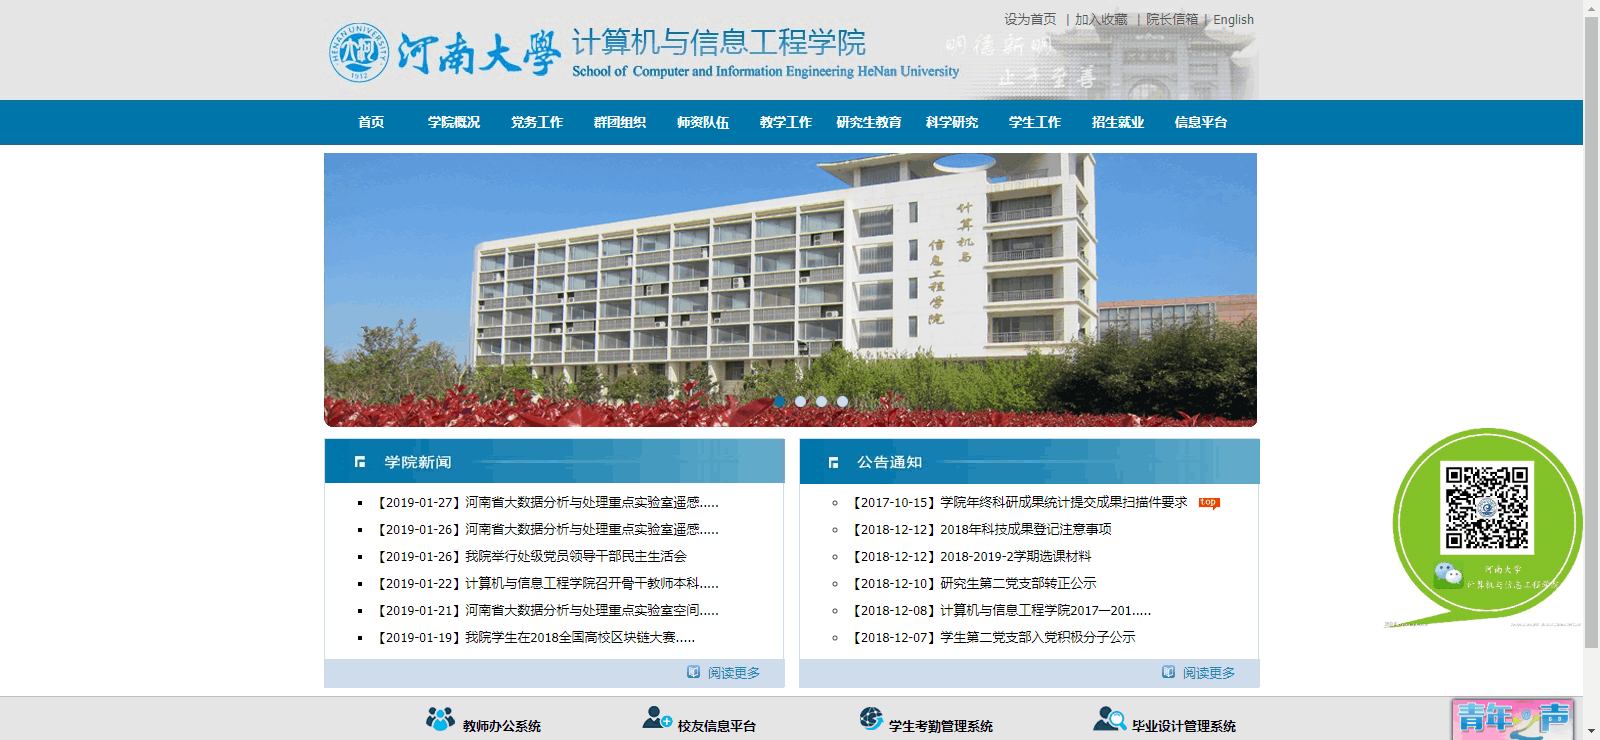 设为首页 | 加入收藏 | 院长信箱 | English
河南大學 计算机与信息工程学院
School of Computer and Information Engineering HeNan University
HENAN UNIVERSITY
1912
明德新明
止于至善
首页 学院概况 党务工作 群团组织 师资队伍 教学工作 研究生教育 科学研究 学生工作 招生就业 信息平台
计算机与
信息工程学院
学院新闻
【2019-01-27】河南省大数据分析与处理重点实验室遥感.....
【2019-01-26】河南省大数据分析与处理重点实验室遥感.....
【2019-01-26】我院举行处级党员领导干部民主生活会
【2019-01-22】计算机与信息工程学院召开骨干教师本科.....
【2019-01-21】河南省大数据分析与处理重点实验室空间.....
【2019-01-19】我院学生在2018全国高校区块链大赛.....
阅读更多
公告通知
【2017-10-15】学院年终科研成果统计提交成果扫描件要求 top
【2018-12-12】2018年科技成果登记注意事项
【2018-12-12】2018-2019-2学期选课材料
【2018-12-10】研究生第二党支部转正公示
【2018-12-08】计算机与信息工程学院2017—201.....
【2018-12-07】学生第二党支部入党积极分子公示
阅读更多
河南大学
计算机与信息工程学院
教师办公系统 校友信息平台 学生考勤管理系统 毕业设计管理系统
青年之声